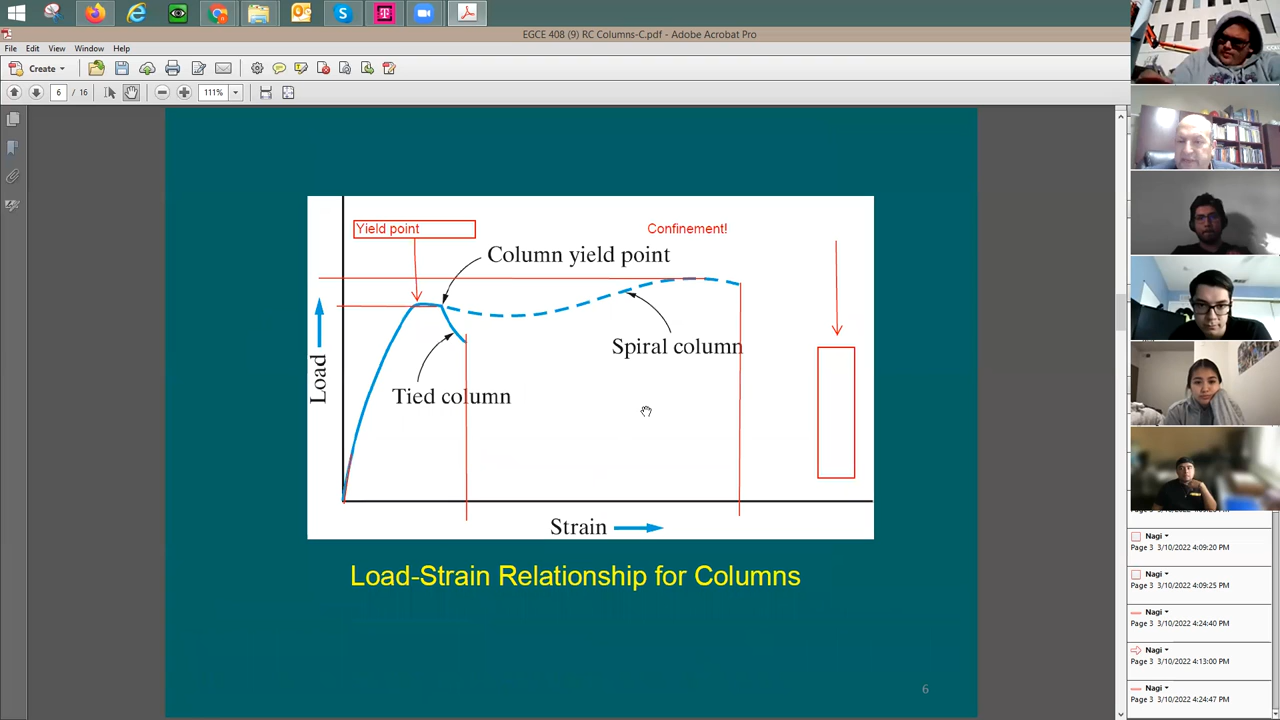 EGCE 408 (9) RC Columns-C.pdf - Adobe Acrobat Pro
File Edit View Window Help
Create
6 / 16 111%
Yield point
Confinement!
Column yield point
Spiral column
Tied column
Load
Strain
Load-Strain Relationship for Columns
6
Nagi
Page 3 3/10/2022 4:09:20 PM
Nagi
Page 3 3/10/2022 4:09:25 PM
Nagi
Page 3 3/10/2022 4:24:40 PM
Nagi
Page 3 3/10/2022 4:13:00 PM
Nagi
Page 3 3/10/2022 4:24:47 PM